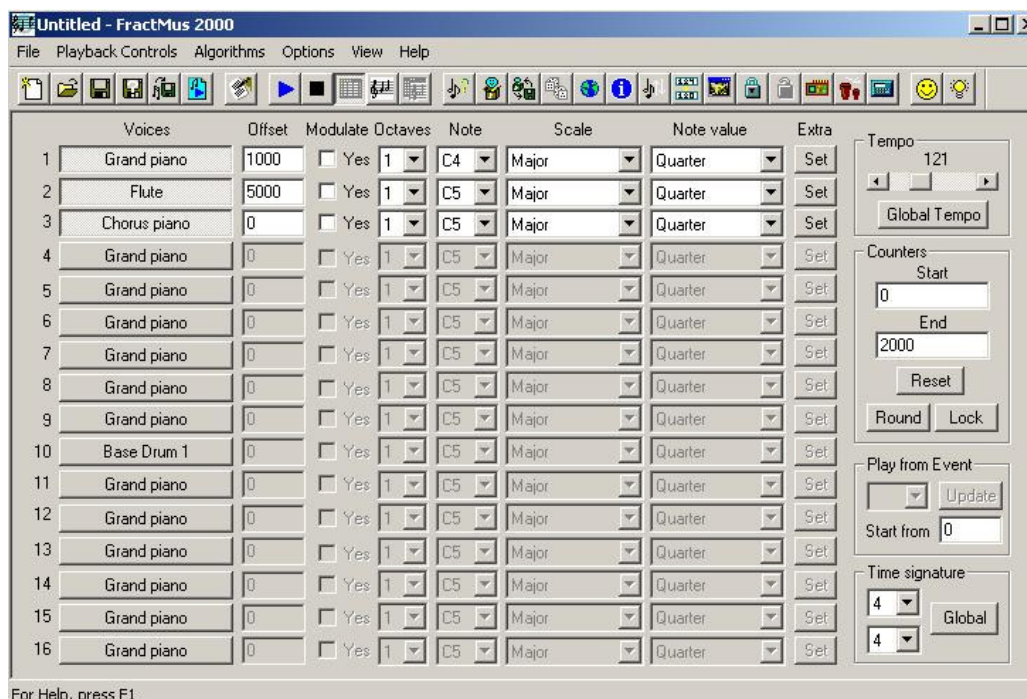 Untitled - FractMus 2000
File Playback Controls Algorithms Options View Help
Voices Offset Modulate Octaves Note Scale Note value Extra
1 Grand piano 1000 Yes 1 C4 Major Quarter Set
2 Flute 5000 Yes 1 C5 Major Quarter Set
3 Chorus piano 0 Yes 1 C5 Major Quarter Set
4 Grand piano 0 Yes 1 C5 Major Quarter Set
5 Grand piano 0 Yes 1 C5 Major Quarter Set
6 Grand piano 0 Yes 1 C5 Major Quarter Set
7 Grand piano 0 Yes 1 C5 Major Quarter Set
8 Grand piano 0 Yes 1 C5 Major Quarter Set
9 Grand piano 0 Yes 1 C5 Major Quarter Set
10 Base Drum 1 0 Yes 1 C5 Major Quarter Set
11 Grand piano 0 Yes 1 C5 Major Quarter Set
12 Grand piano 0 Yes 1 C5 Major Quarter Set
13 Grand piano 0 Yes 1 C5 Major Quarter Set
14 Grand piano 0 Yes 1 C5 Major Quarter Set
15 Grand piano 0 Yes 1 C5 Major Quarter Set
16 Grand piano 0 Yes 1 C5 Major Quarter Set
Tempo
121
Global Tempo
Counters
Start
0
End
2000
Reset
Round Lock
Play from Event
Update
Start from 0
Time signature
4
Global
4
For Help, press F1